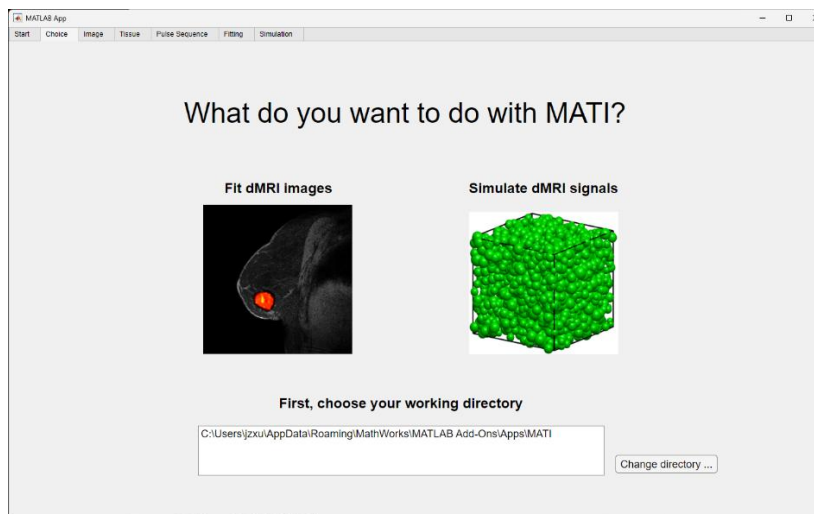 MATLAB App
Start Choice Image Tissue Pulse Sequence Fitting Simulation
What do you want to do with MATI?
Fit dMRI images
Simulate dMRI signals
First, choose your working directory
C:\Users\jzxu\AppData\Roaming\MathWorks\MATLAB Add-Ons\Apps\MATI
Change directory ...